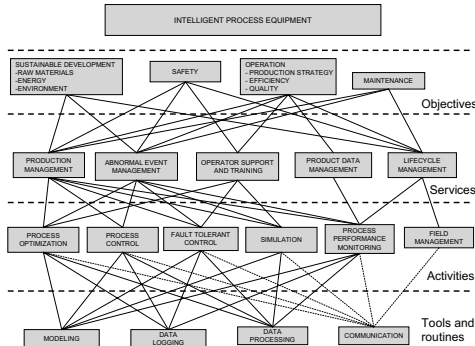 INTELLIGENT PROCESS EQUIPMENT
SUSTAINABLE DEVELOPMENT
-RAW MATERIALS
-ENERGY
-ENVIRONMENT
SAFETY
OPERATION
- PRODUCTION STRATEGY
- EFFICIENCY
- QUALITY
MAINTENANCE
Objectives
PRODUCTION
MANAGEMENT
ABNORMAL EVENT
MANAGEMENT
OPERATOR SUPPORT
AND TRAINING
PRODUCT DATA
MANAGEMENT
LIFECYCLE
MANAGEMENT
Services
PROCESS
OPTIMIZATION
PROCESS
CONTROL
FAULT TOLERANT
CONTROL
SIMULATION
PROCESS
PERFORMANCE
MONITORING
FIELD
MANAGEMENT
Activities
MODELING
DATA
LOGGING
DATA
PROCESSING
COMMUNICATION
Tools and
routines